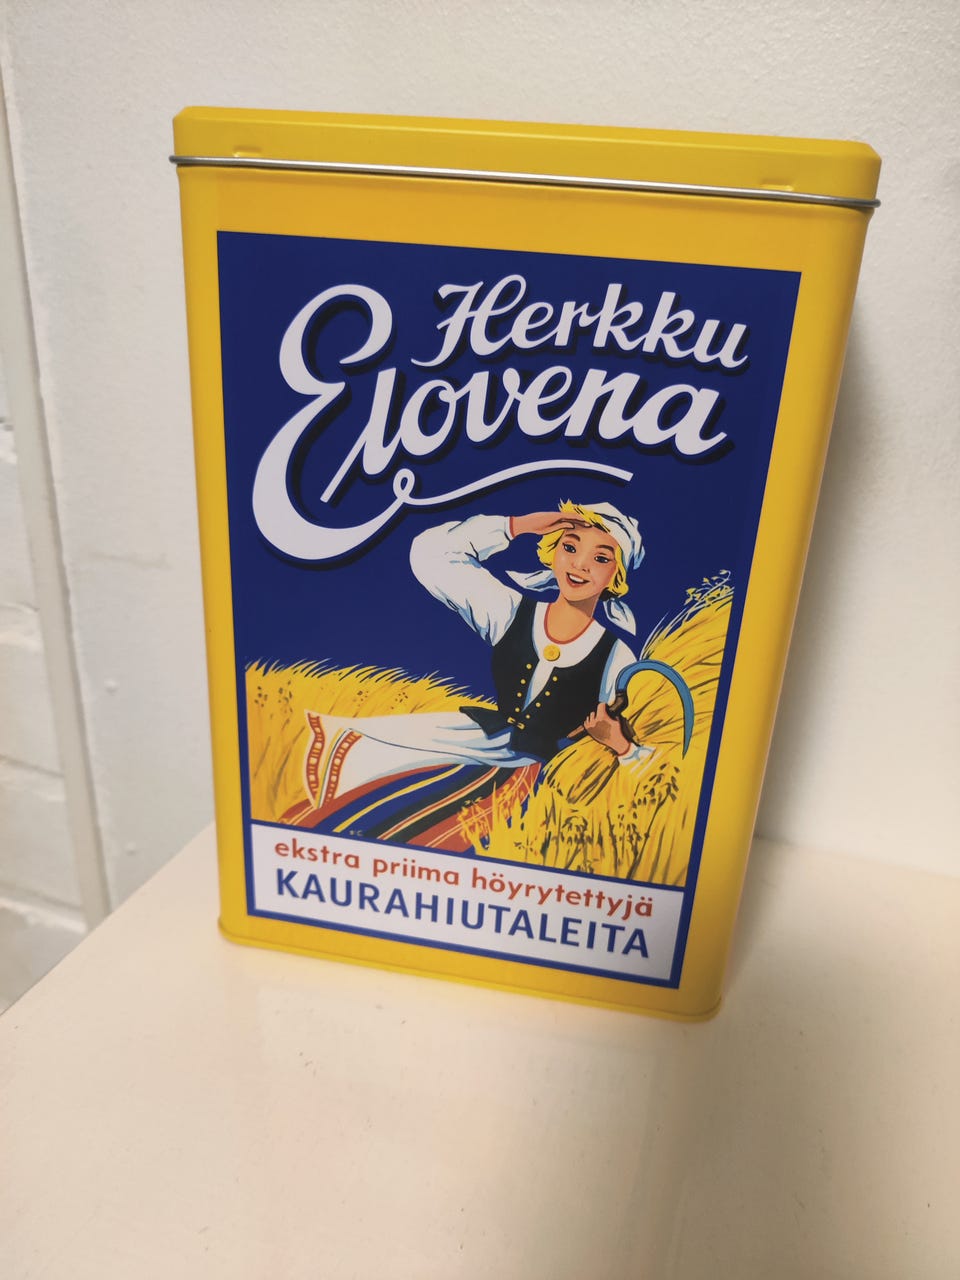 Herkku
Elovena
ekstra priima höyrytettyjä
KAURAHIUTALEITA